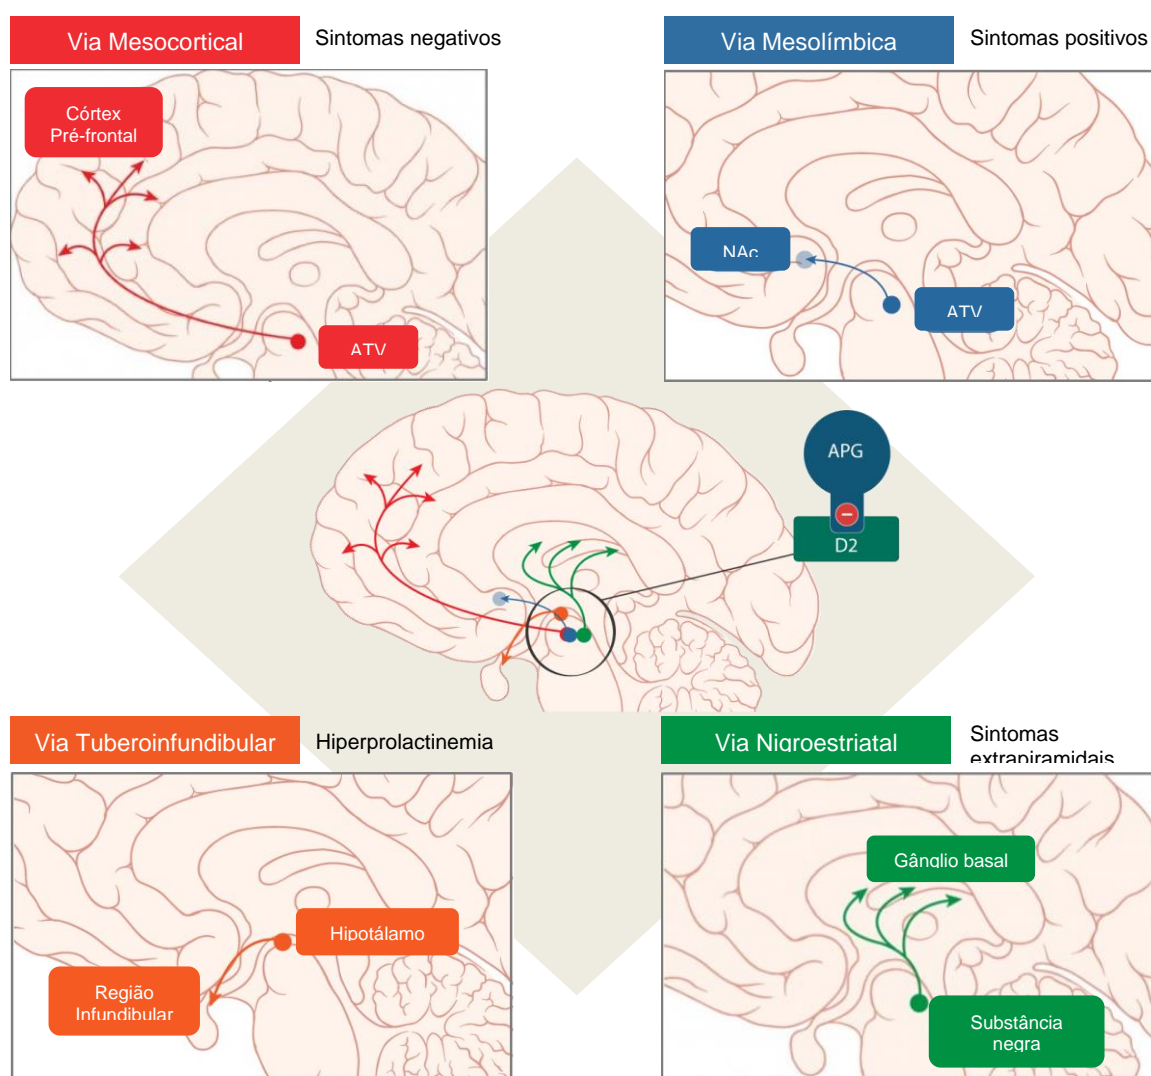 Via Mesocortical
Sintomas negativos
Córtex
Pré-frontal
ATV
Via Mesolímbica
Sintomas positivos
NAc
ATV
APG
D2
Via Tuberoinfundibular
Hiperprolactinemia
Hipotálamo
Região
Infundibular
Via Nigroestriatal
Sintomas
extrapiramidais
Gânglio basal
Substância
negra